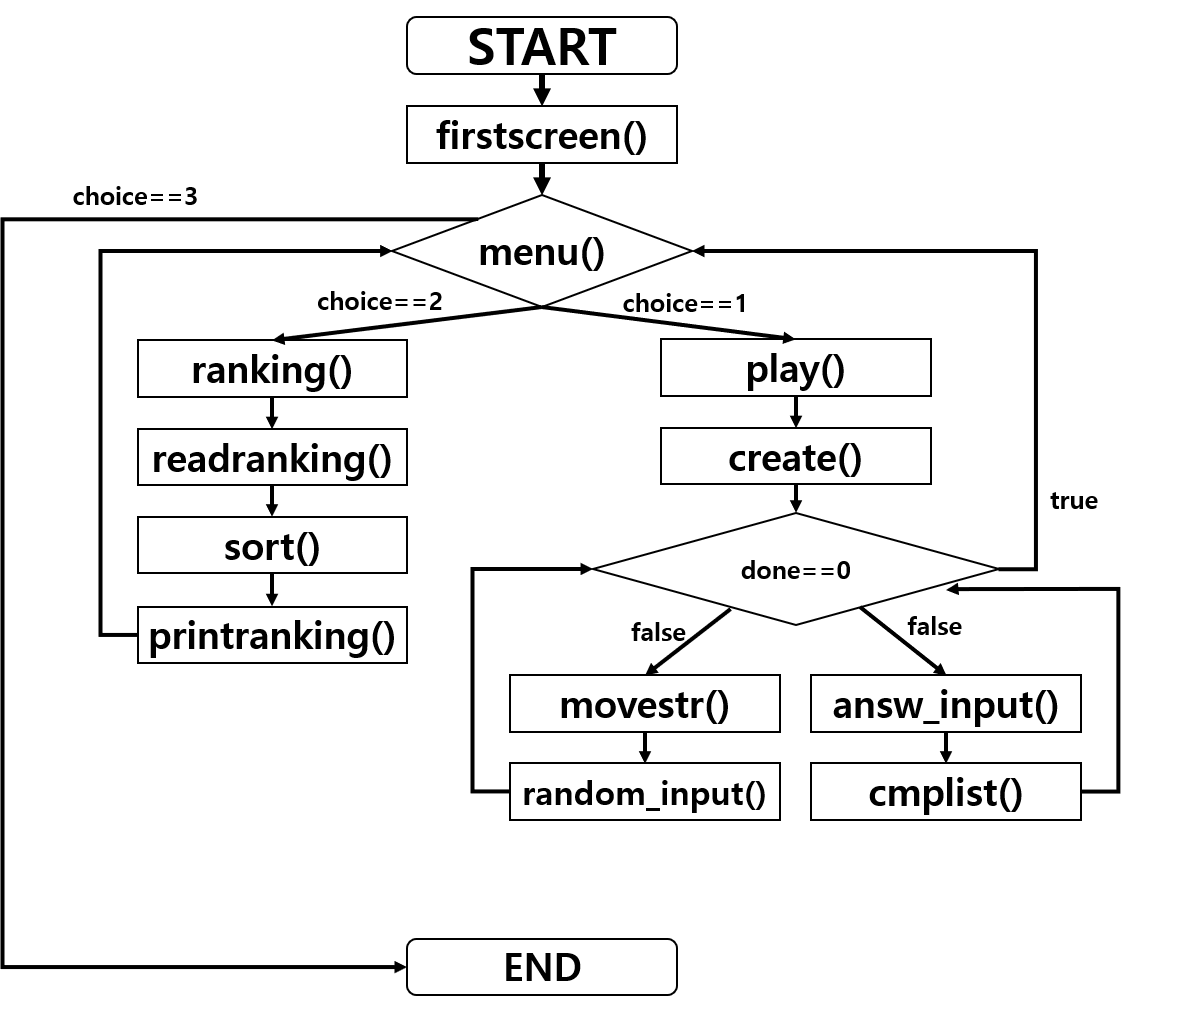 START
firstscreen()
choice==3
menu()
choice==2
choice==1
ranking()
play()
readranking()
create()
true
sort()
done==0
printranking()
false
false
movestr()
answ_input()
random_input()
cmplist()
END